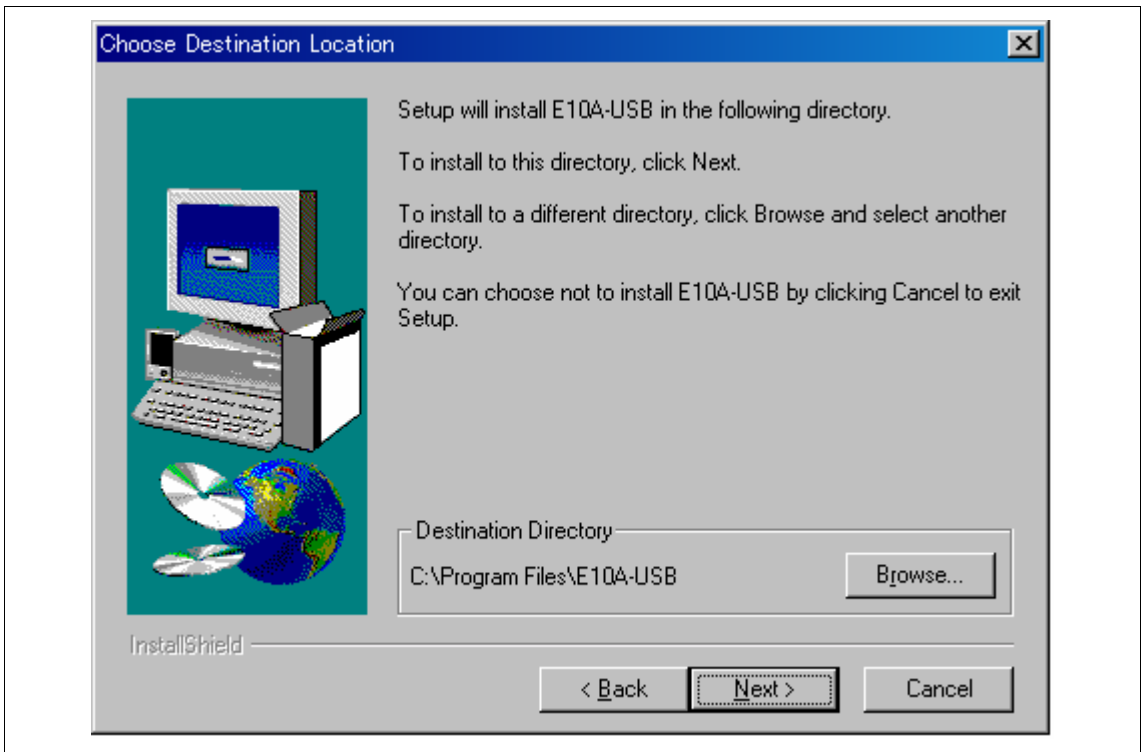 Choose Destination Location
Setup will install E10A-USB in the following directory.
To install to this directory, click Next.
To install to a different directory, click Browse and select another
directory.
You can choose not to install E10A-USB by clicking Cancel to exit
Setup.
Destination Directory
C:\Program Files\E10A-USB
Browse...
InstallShield
< Back
Next >
Cancel